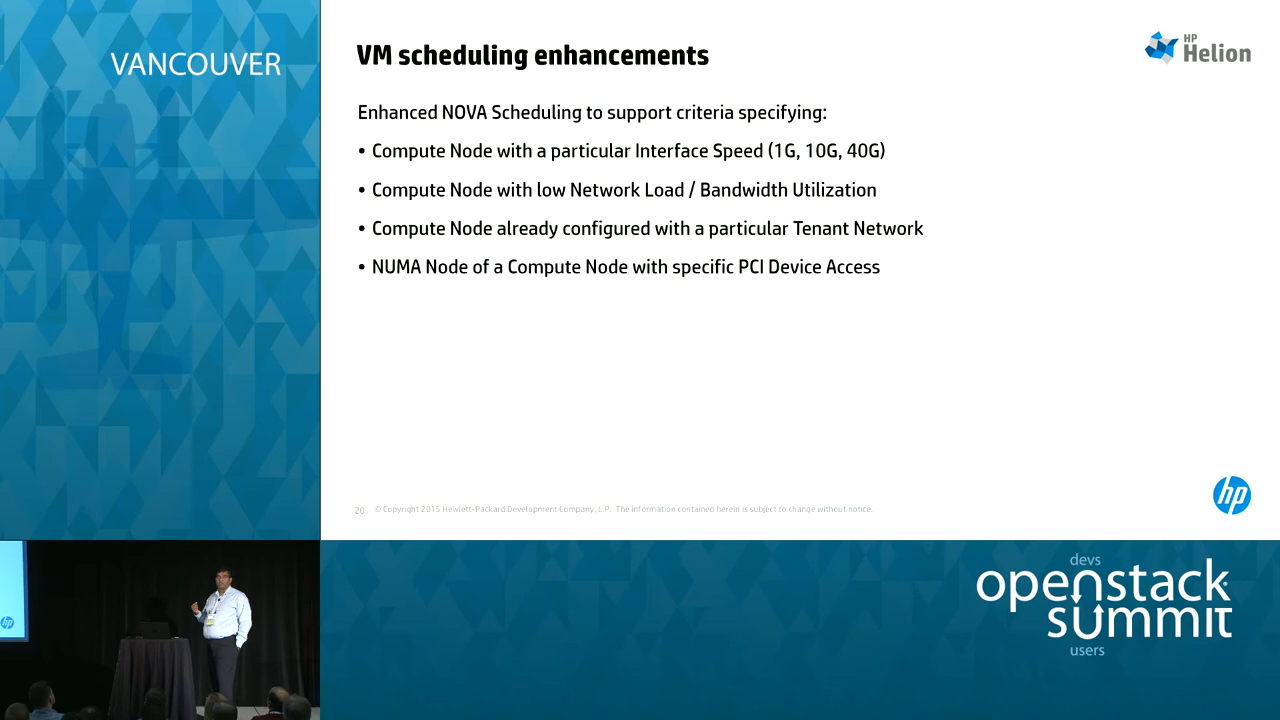 VANCOUVER
VM scheduling enhancements
HP
Helion
Enhanced NOVA Scheduling to support criteria specifying:
• Compute Node with a particular Interface Speed (1G, 10G, 40G)
• Compute Node with low Network Load / Bandwidth Utilization
• Compute Node already configured with a particular Tenant Network
• NUMA Node of a Compute Node with specific PCI Device Access
hp
20 © Copyright 2015 Hewlett-Packard Development Company, L.P. The information contained herein is subject to change without notice.
hp
devs
openstack
summit
users